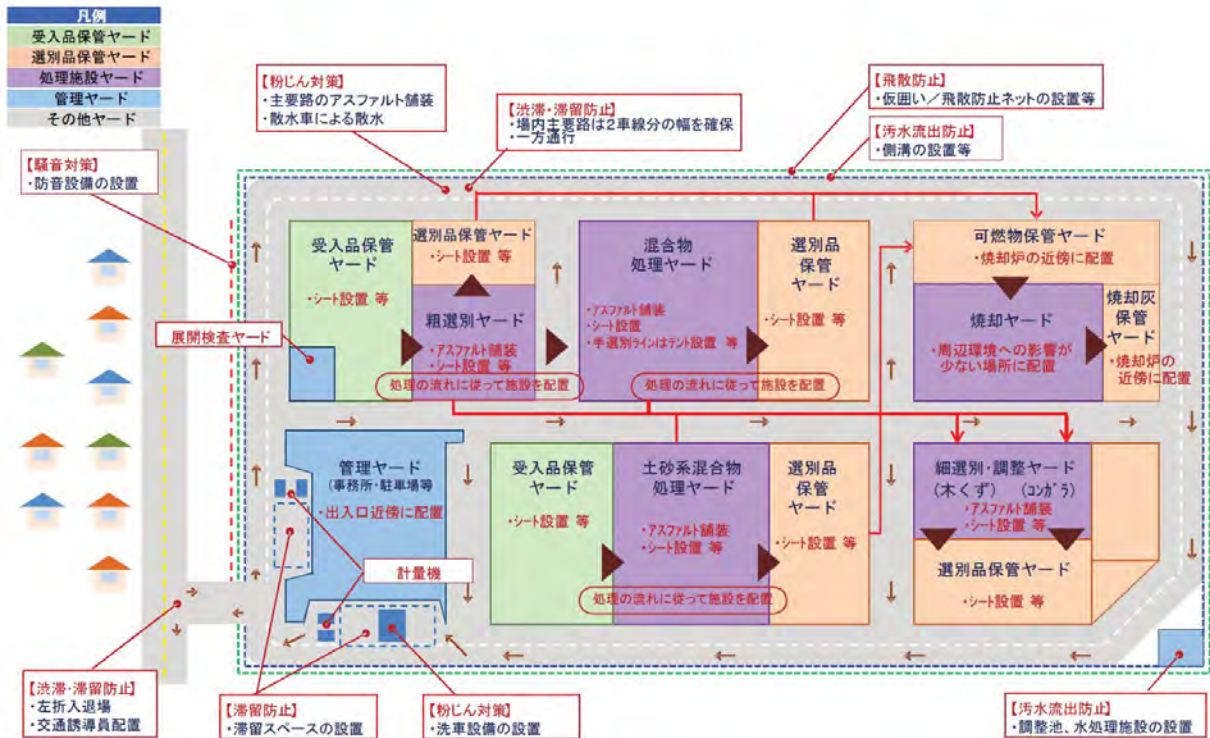 凡例
受入品保管ヤード
選別品保管ヤード
処理施設ヤード
管理ヤード
その他ヤード
【騒音対策】
・防音設備の設置
【粉じん対策】
・主要路のアスファルト舗装
・散水車による散水
【渋滞・滞留防止】
・場内主要路は2車線分の幅を確保
・一方通行
【飛散防止】
・仮囲い／飛散防止ネットの設置等
【汚水流出防止】
・側溝の設置等
受入品保管
ヤード
・シート設置 等
展開検査ヤード
選別品保管ヤード
・シート設置 等
粗選別ヤード
・アスファルト舗装
・シート設置 等
処理の流れに従って施設を配置
混合物
処理ヤード
・アスファルト舗装
・シート設置
・手選別ラインはテント設置 等
処理の流れに従って施設を配置
選別品
保管
ヤード
・シート設置 等
可燃物保管ヤード
・焼却炉の近傍に配置
焼却ヤード
・周辺環境への影響が
少ない場所に配置
焼却灰
保管
ヤード
・焼却炉の
近傍に配置
管理ヤード
(事務所・駐車場等
・出入口近傍に配置
計量機
受入品保管
ヤード
・シート設置 等
土砂系混合物
処理ヤード
・アスファルト舗装
・シート設置 等
処理の流れに従って施設を配置
選別品
保管
ヤード
・シート設置 等
細選別・調整ヤード
(木くず) (コンガラ)
・アスファルト舗装
・シート設置 等
選別品保管ヤード
・シート設置 等
【渋滞・滞留防止】
・左折入退場
・交通誘導員配置
【滞留防止】
・滞留スペースの設置
【粉じん対策】
・洗車設備の設置
【汚水流出防止】
・調整池、水処理施設の設置